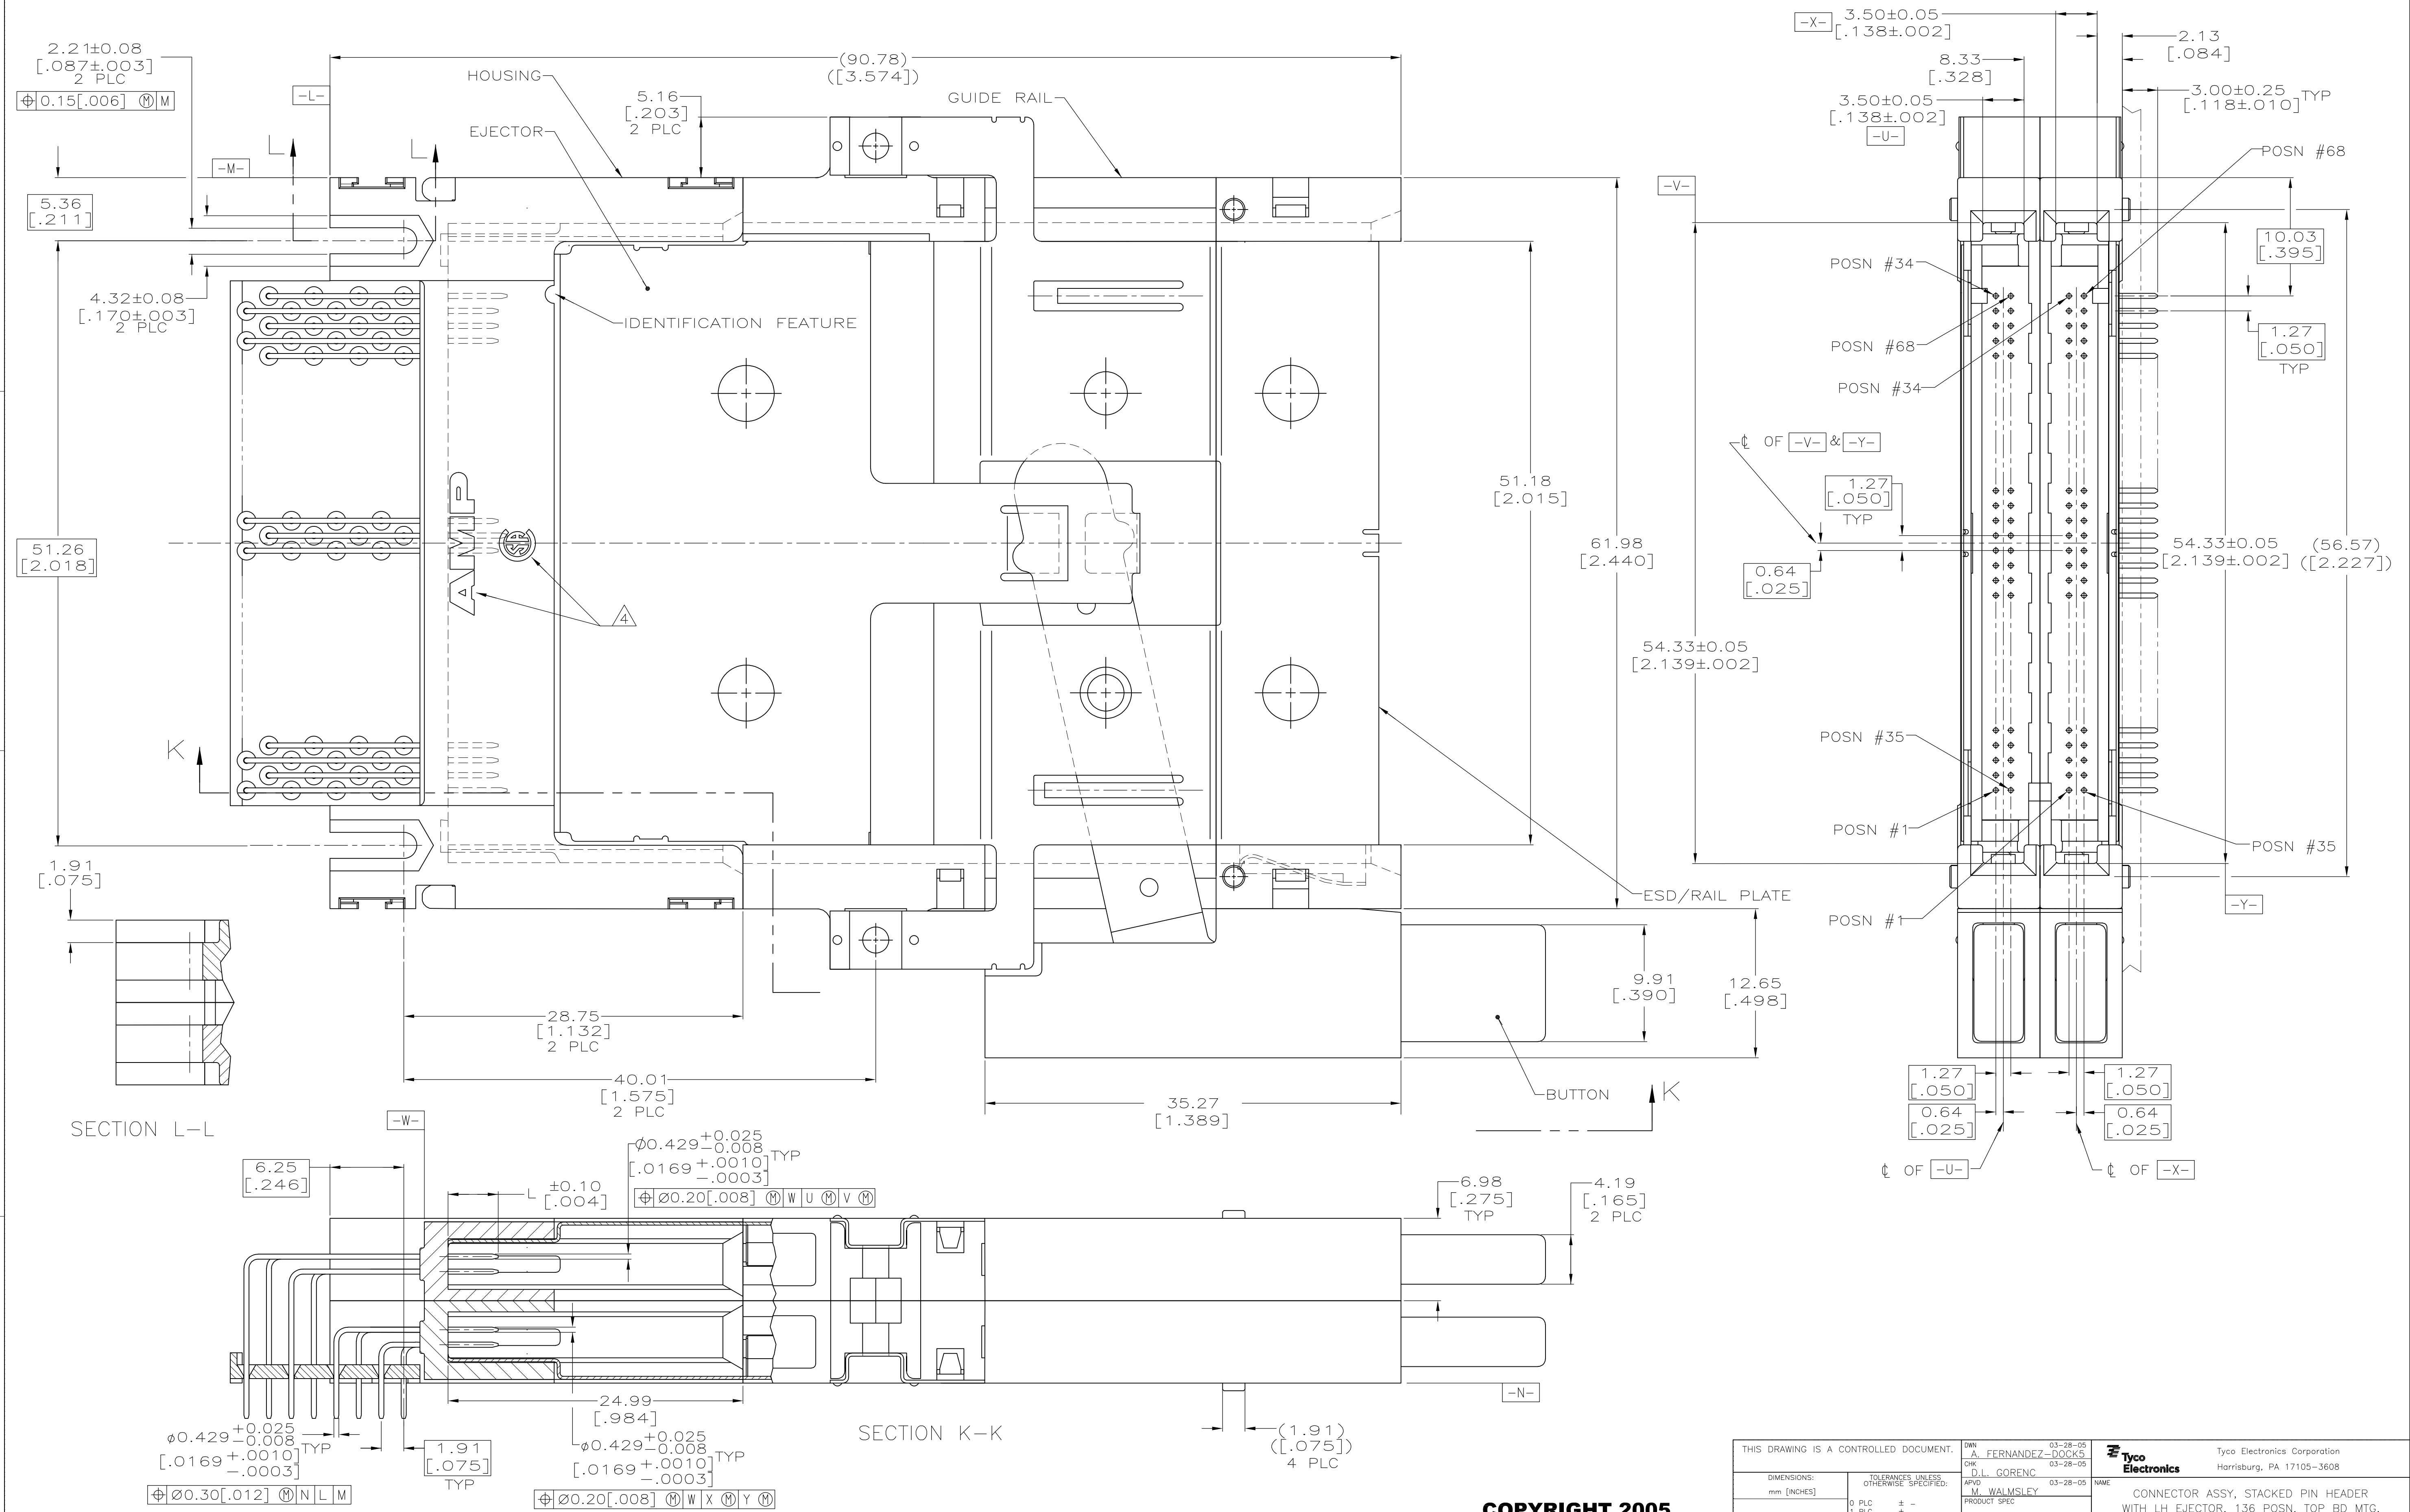 2.21±0.08
[.087±.003]
2 PLC
⌖ 0.15[.006] Ⓜ M
-L-
HOUSING
EJECTOR
5.16
[.203]
2 PLC
(90.78)
([3.574])
GUIDE RAIL
L
L
-M-
5.36
[.211]
4.32±0.08
[.170±.003]
2 PLC
IDENTIFICATION FEATURE
51.26
[2.018]
AMP
4
51.18
[2.015]
61.98
[2.440]
K
1.91
[.075]
SECTION L-L
28.75
[1.132]
2 PLC
40.01
[1.575]
2 PLC
35.27
[1.389]
9.91
[.390]
12.65
[.498]
ESD/RAIL PLATE
BUTTON
K
-X-
3.50±0.05
[.138±.002]
2.13
[.084]
8.33
[.328]
3.50±0.05
[.138±.002]
-U-
3.00±0.25 TYP
[.118±.010]
-V-
POSN #68
POSN #34
POSN #68
POSN #34
10.03
[.395]
1.27
[.050]
TYP
℄ OF -V- & -Y-
1.27
[.050]
TYP
0.64
[.025]
54.33±0.05
[2.139±.002]
54.33±0.05
[2.139±.002]
(56.57)
([2.227])
POSN #35
POSN #1
POSN #1
POSN #35
-Y-
1.27
[.050]
1.27
[.050]
0.64
[.025]
0.64
[.025]
℄ OF -U-
℄ OF -X-
-W-
6.25
[.246]
L ±0.10
[.004]
Ø0.429 +0.025 -0.008 TYP
[.0169 +.0010 -.0003]
⌖ Ø0.20[.008] Ⓜ W U Ⓜ V Ⓜ
6.98
[.275]
TYP
4.19
[.165]
2 PLC
24.99
[.984]
SECTION K-K
-N-
(1.91)
([.075])
4 PLC
Ø0.429 +0.025 -0.008 TYP
[.0169 +.0010 -.0003]
⌖ Ø0.30[.012] Ⓜ N L M
1.91
[.075]
TYP
Ø0.429 +0.025 -0.008 TYP
[.0169 +.0010 -.0003]
⌖ Ø0.20[.008] Ⓜ W X Ⓜ Y Ⓜ
COPYRIGHT 2005
THIS DRAWING IS A CONTROLLED DOCUMENT.
DIMENSIONS:
mm [INCHES]
TOLERANCES UNLESS
OTHERWISE SPECIFIED:
0 PLC ± -
1 PLC ±
DWN 03-28-05
A. FERNANDEZ-DOCK5
CHK 03-28-05
D.L. GORENC
APVD 03-28-05
M. WALMSLEY
PRODUCT SPEC
Tyco
Electronics
Tyco Electronics Corporation
Harrisburg, PA 17105-3608
NAME
CONNECTOR ASSY, STACKED PIN HEADER
WITH LH EJECTOR, 136 POSN, TOP BD MTG,